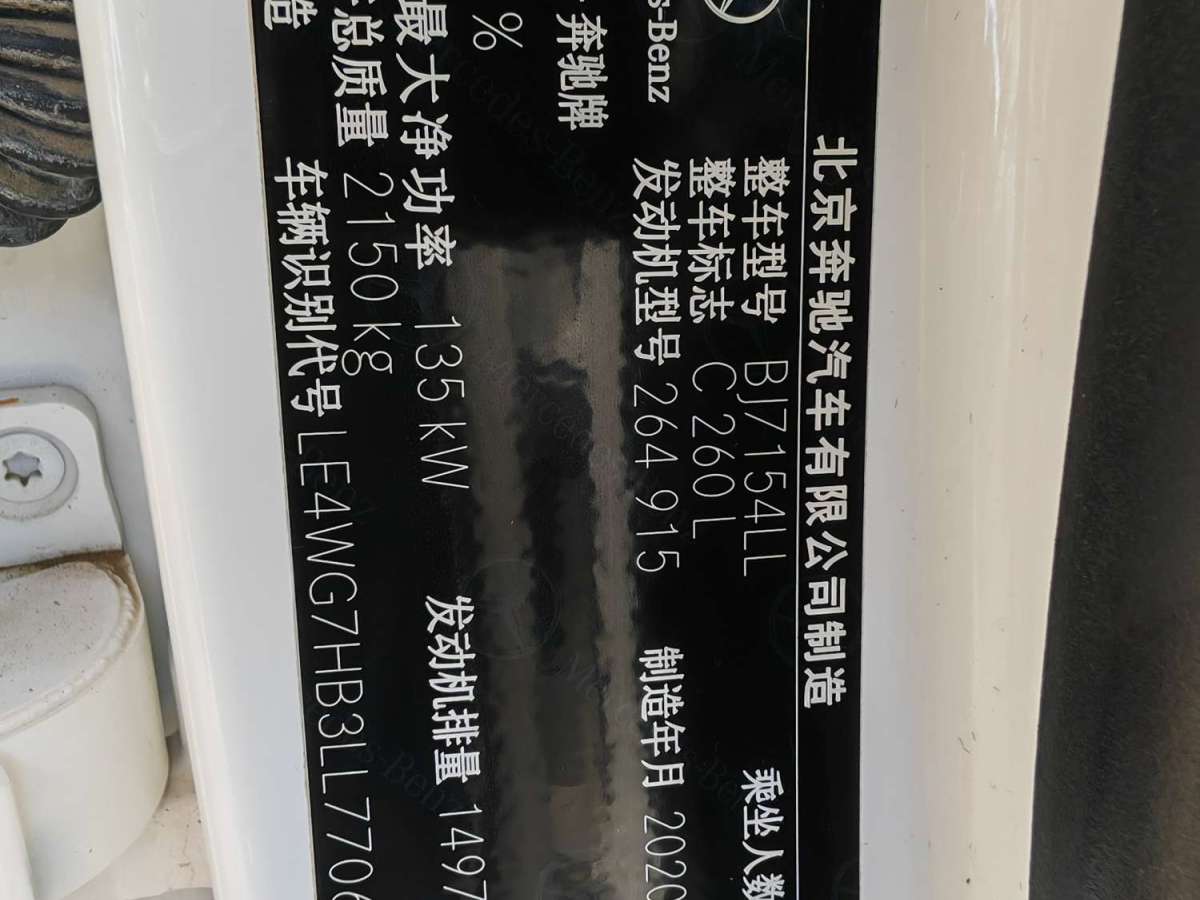 北京奔驰汽车有限公司制造
整车型号 BJ7154LL 乘坐人数
整车标志 C 260 L
s-Benz 发动机型号 264 915 制造年月 2020
奔驰牌
%
最大净功率 135 kW 发动机排量 1497
总质量 2150 kg
造 车辆识别代号 LE4WG7HB3LL7706